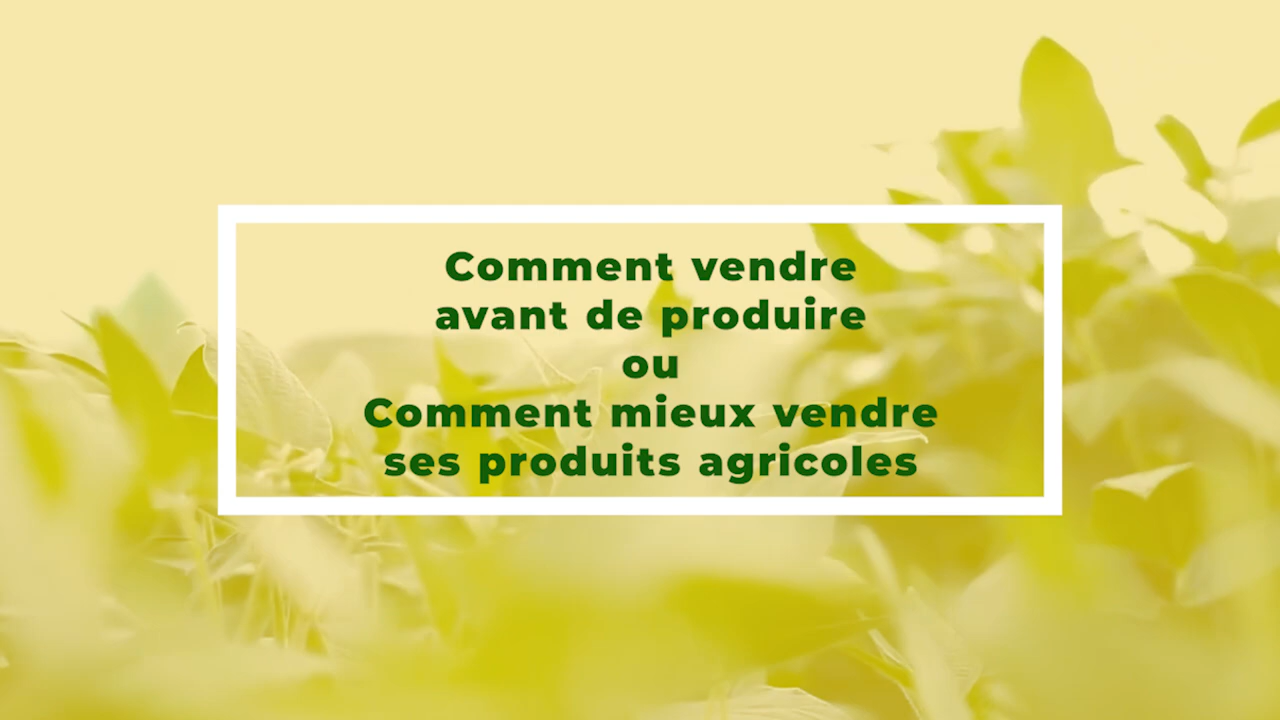 Comment vendre
avant de produire
ou
Comment mieux vendre
ses produits agricoles